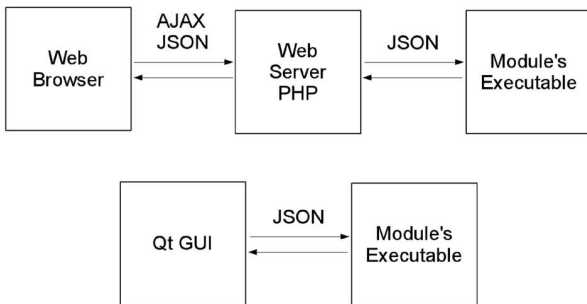 Web
Browser
AJAX
JSON
Web
Server
PHP
JSON
Module's
Executable
Qt GUI
JSON
Module's
Executable